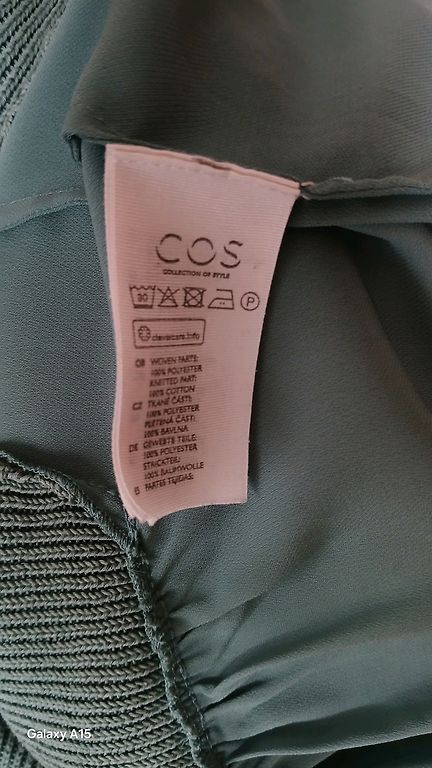 COS
COLLECTION OF STYLE
30
P
clevercare.info
GB WOVEN PARTS:
100% POLYESTER
KNITTED PART:
100% COTTON
CZ TKANÉ ČÁSTI:
100% POLYESTER
PLETENÁ ČÁST:
100% BAVLNA
DE GEWEBTE TEILE:
100% POLYESTER
STRICKTEIL:
100% BAUMWOLLE
ES PARTES TEJIDAS:
Galaxy A15